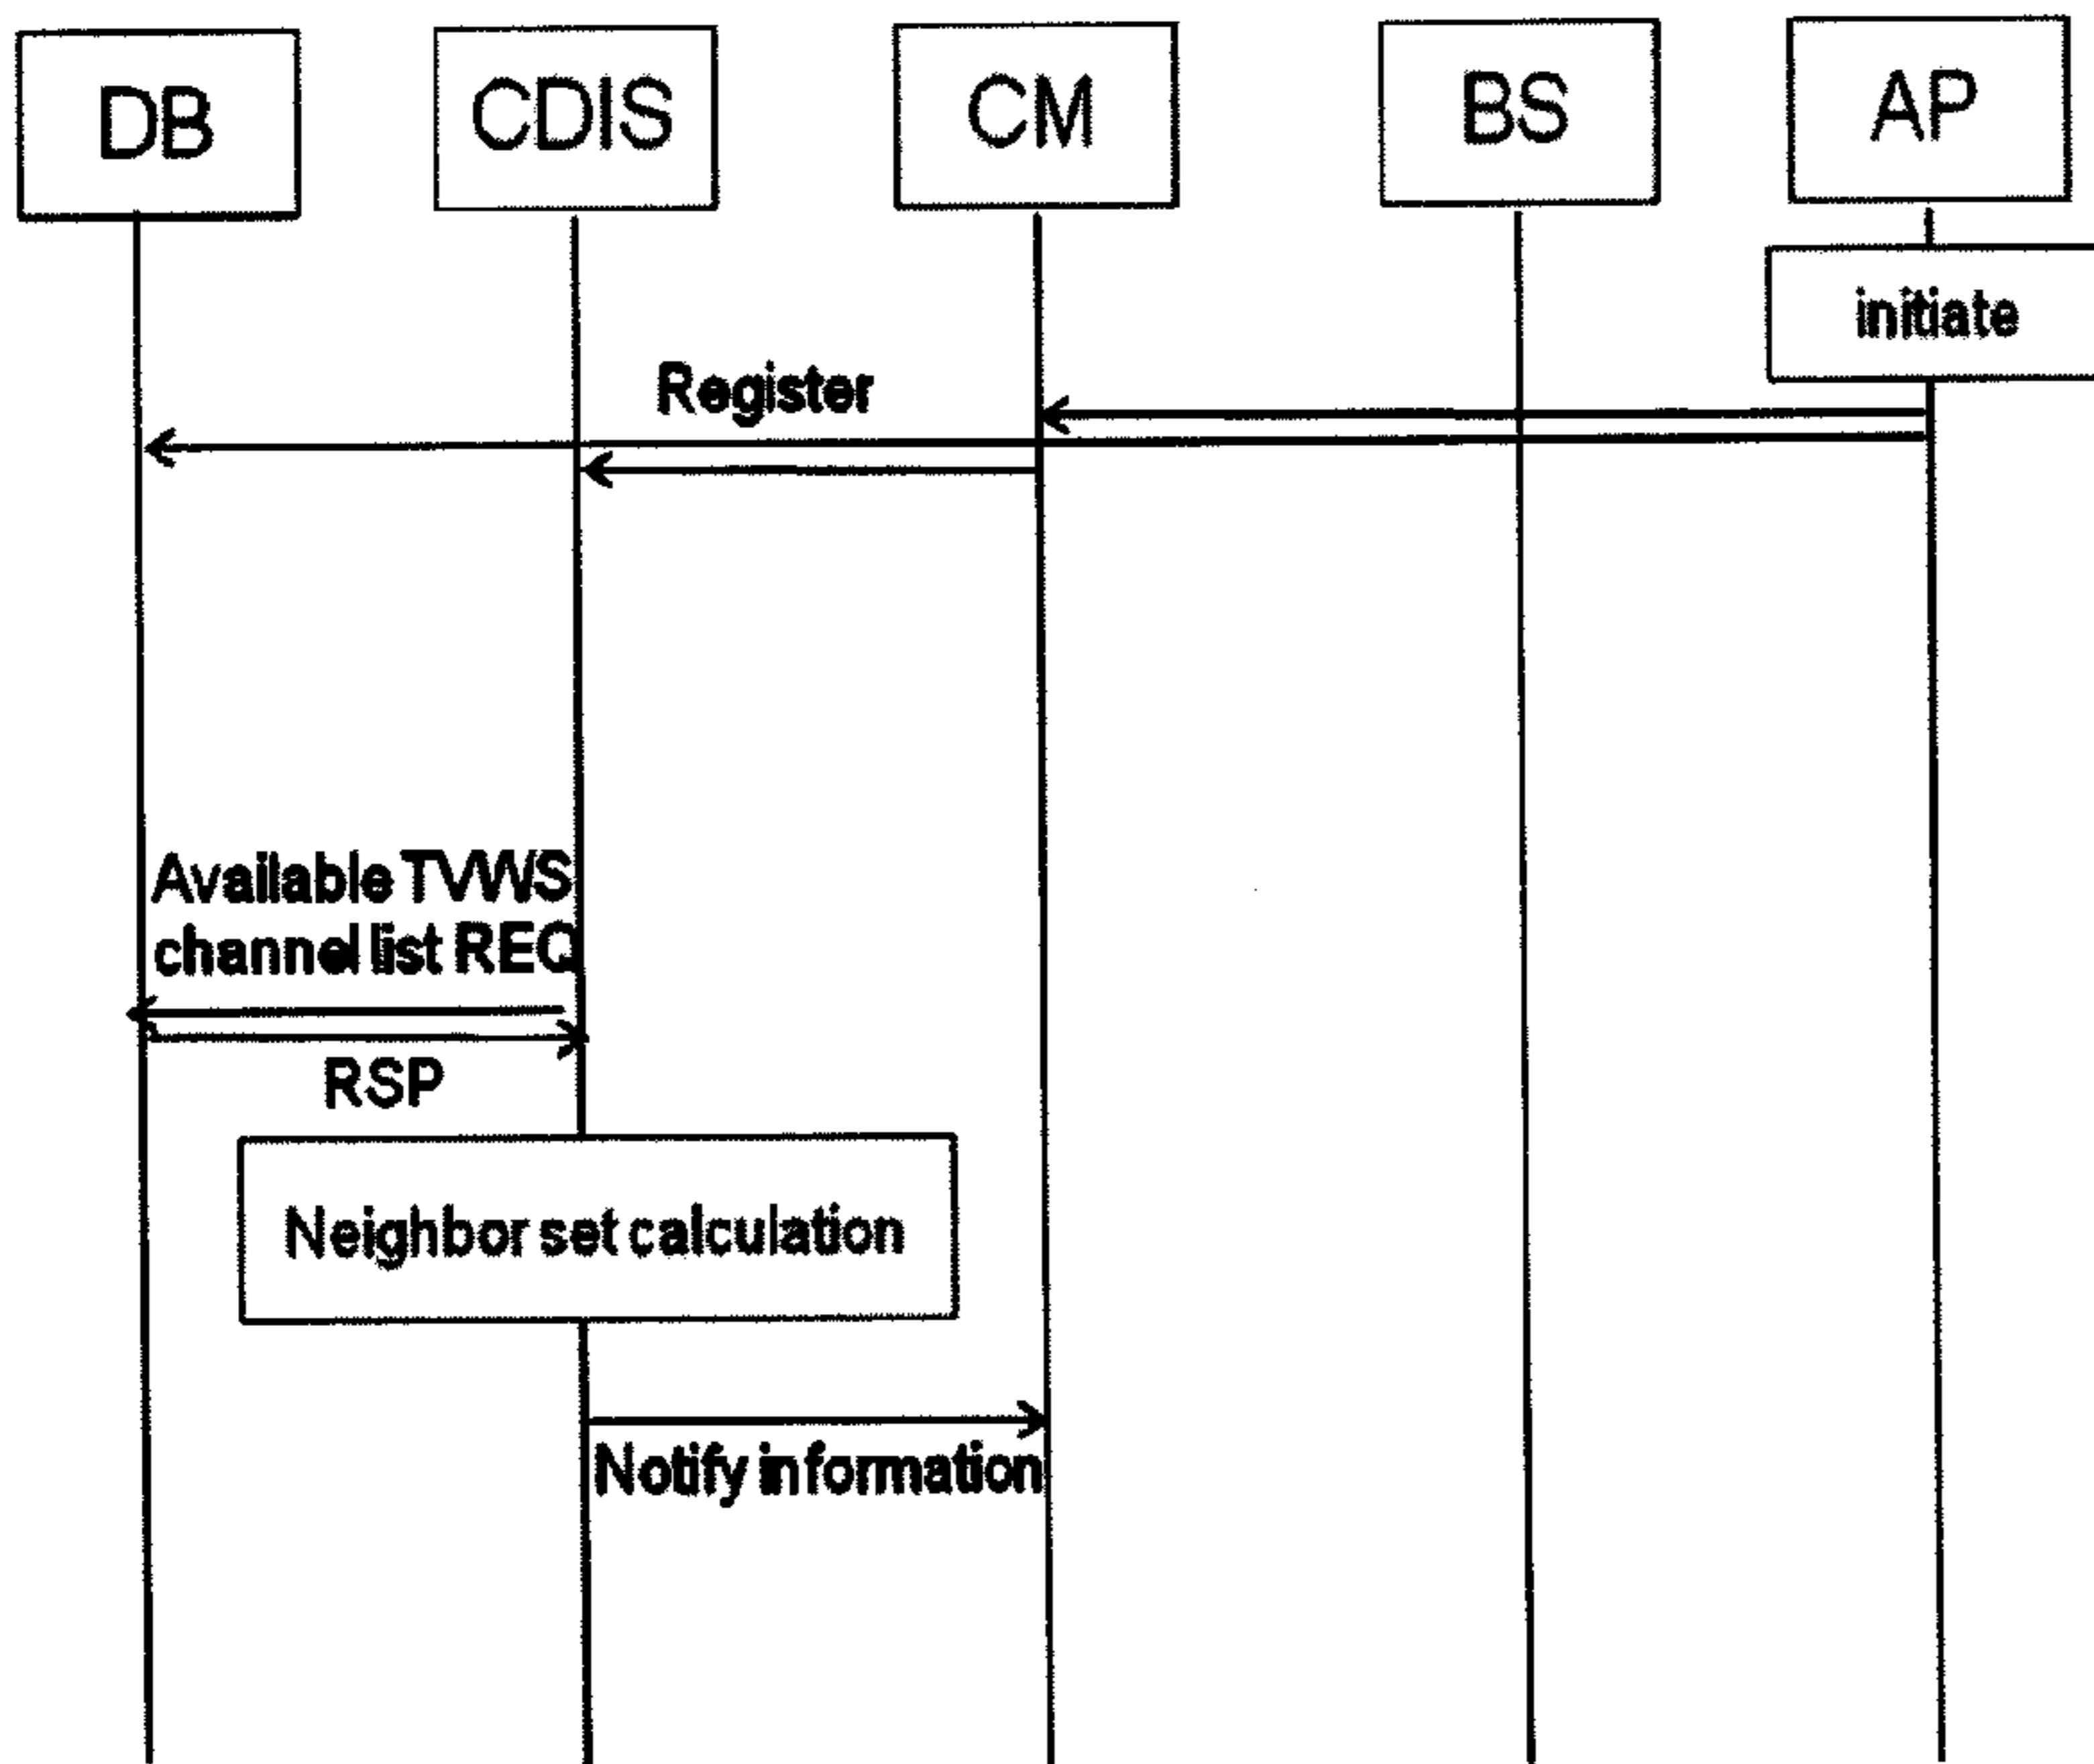 DB
CDIS
CM
BS
AP
initiate
Register
Available TVWS
channel list REQ
RSP
Neighbor set calculation
Notify information